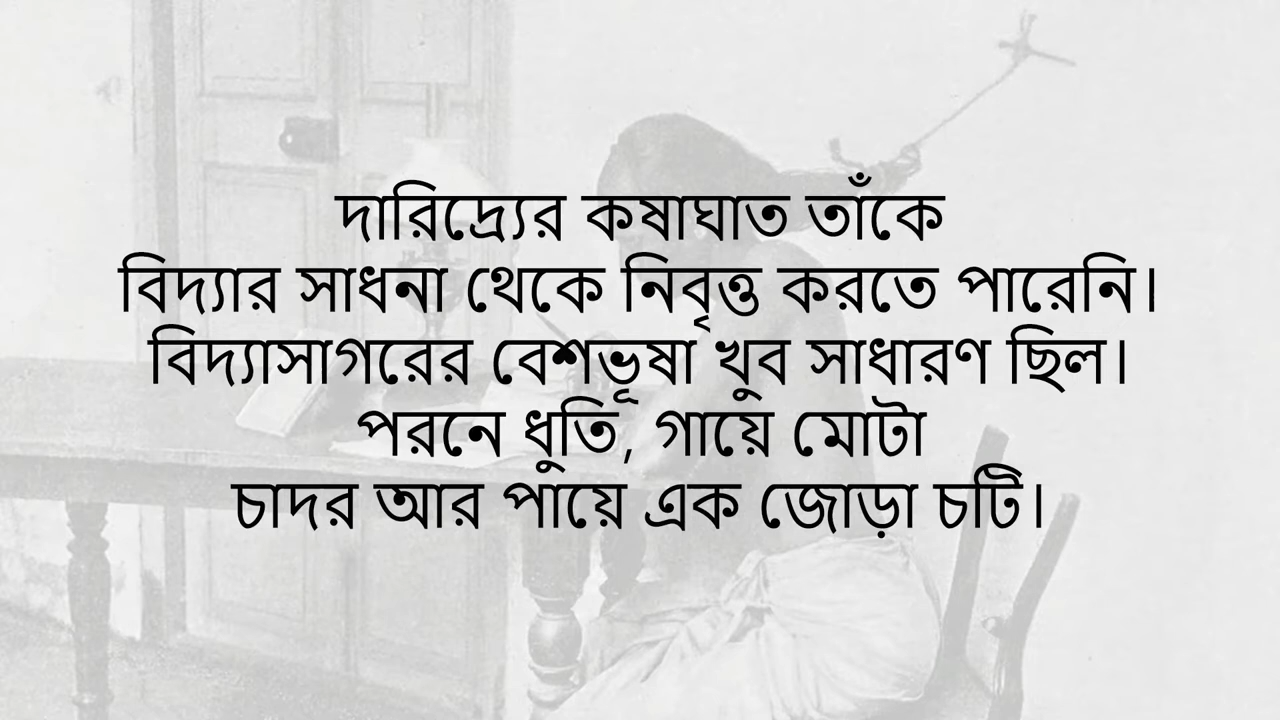 দারিদ্র্যের কষাঘাত তাঁকে
বিদ্যার সাধনা থেকে নিবৃত্ত করতে পারেনি।
বিদ্যাসাগরের বেশভূষা খুব সাধারণ ছিল।
পরনে ধুতি, গায়ে মোটা
চাদর আর পায়ে এক জোড়া চটি।